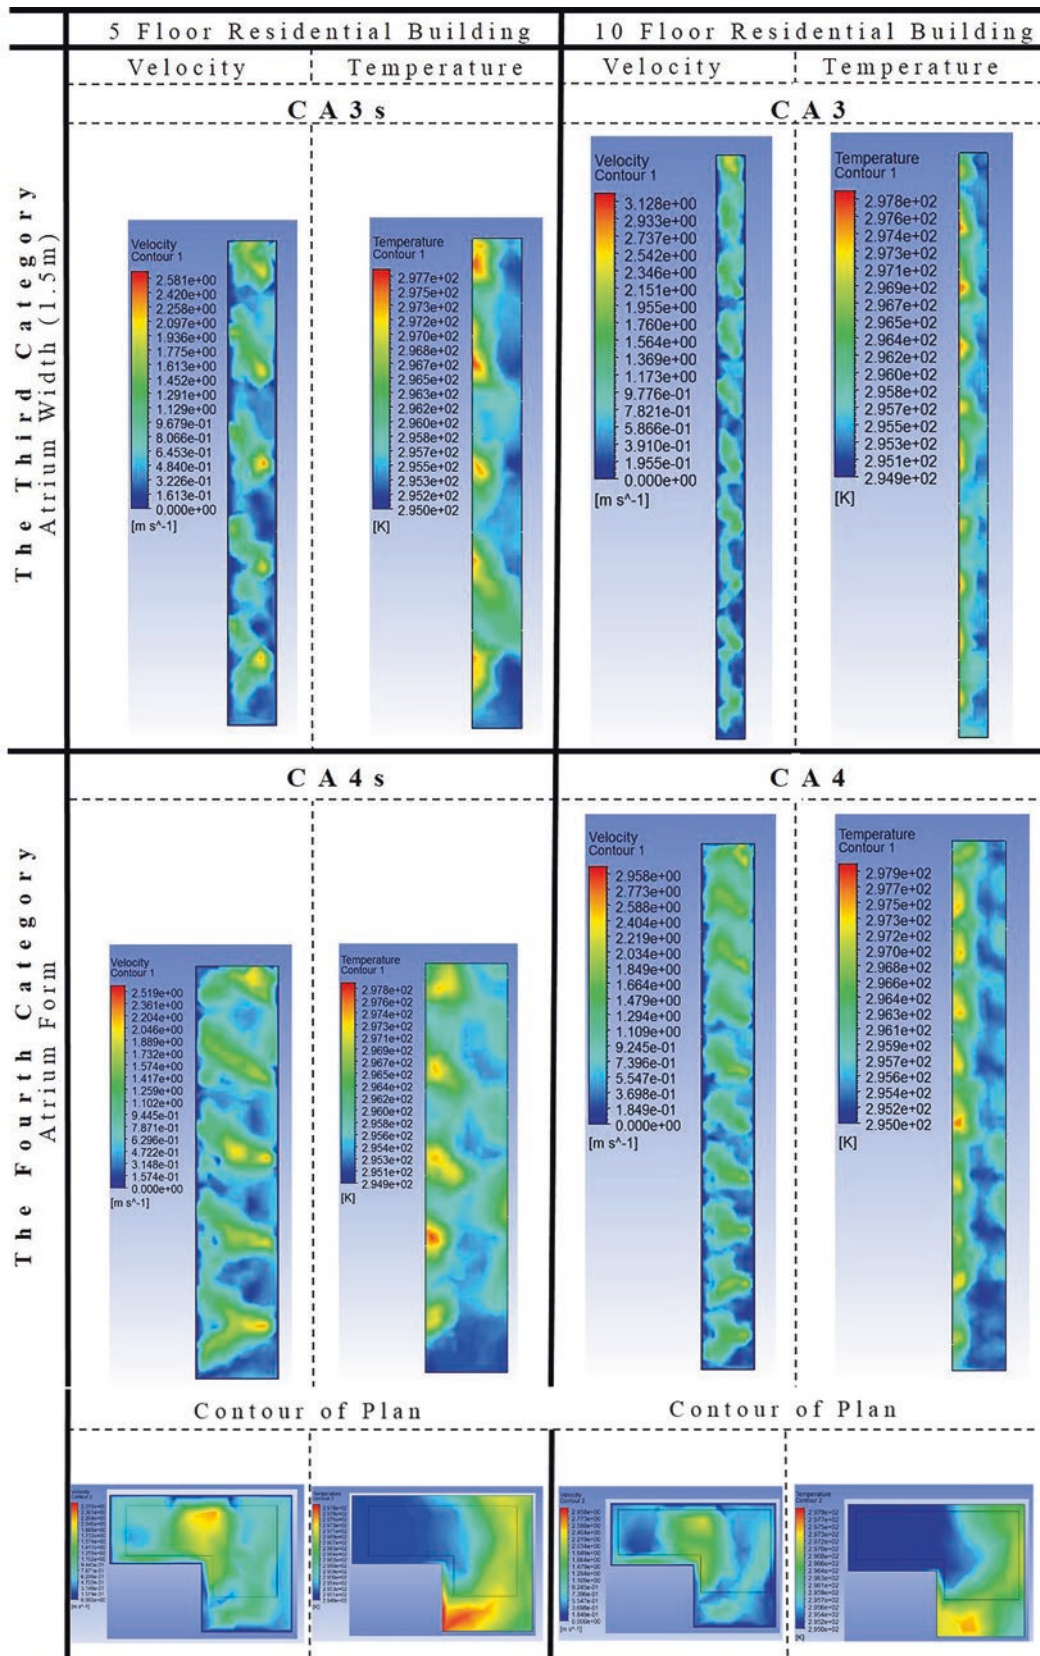 5 Floor Residential Building
10 Floor Residential Building
Velocity
Temperature
Velocity
Temperature
The Third Category
Atrium Width (1.5m)
CA3s
CA3
Velocity
Contour 1
2.581e+00
2.420e+00
2.258e+00
2.097e+00
1.936e+00
1.775e+00
1.613e+00
1.452e+00
1.291e+00
1.129e+00
9.679e-01
8.066e-01
6.453e-01
4.840e-01
3.226e-01
1.613e-01
0.000e+00
[m s^-1]
Temperature
Contour 1
2.977e+02
2.975e+02
2.973e+02
2.972e+02
2.970e+02
2.968e+02
2.967e+02
2.965e+02
2.963e+02
2.962e+02
2.960e+02
2.958e+02
2.957e+02
2.955e+02
2.953e+02
2.952e+02
2.950e+02
[K]
Velocity
Contour 1
3.128e+00
2.933e+00
2.737e+00
2.542e+00
2.346e+00
2.151e+00
1.955e+00
1.760e+00
1.564e+00
1.369e+00
1.173e+00
9.776e-01
7.821e-01
5.866e-01
3.910e-01
1.955e-01
0.000e+00
[m s^-1]
Temperature
Contour 1
2.978e+02
2.976e+02
2.974e+02
2.973e+02
2.971e+02
2.969e+02
2.967e+02
2.965e+02
2.964e+02
2.962e+02
2.960e+02
2.958e+02
2.957e+02
2.955e+02
2.953e+02
2.951e+02
2.949e+02
[K]
The Fourth Category
Atrium Form
CA4s
CA4
Velocity
Contour 1
2.519e+00
2.361e+00
2.204e+00
2.046e+00
1.889e+00
1.732e+00
1.574e+00
1.417e+00
1.259e+00
1.102e+00
9.445e-01
7.871e-01
6.296e-01
4.722e-01
3.148e-01
1.574e-01
0.000e+00
[m s^-1]
Temperature
Contour 1
2.978e+02
2.976e+02
2.974e+02
2.973e+02
2.971e+02
2.969e+02
2.967e+02
2.965e+02
2.964e+02
2.962e+02
2.960e+02
2.958e+02
2.956e+02
2.954e+02
2.953e+02
2.951e+02
2.949e+02
[K]
Velocity
Contour 1
2.958e+00
2.773e+00
2.588e+00
2.404e+00
2.219e+00
2.034e+00
1.849e+00
1.664e+00
1.479e+00
1.294e+00
1.109e+00
9.245e-01
7.396e-01
5.547e-01
3.698e-01
1.849e-01
0.000e+00
[m s^-1]
Temperature
Contour 1
2.979e+02
2.977e+02
2.975e+02
2.973e+02
2.972e+02
2.970e+02
2.968e+02
2.966e+02
2.964e+02
2.963e+02
2.961e+02
2.959e+02
2.957e+02
2.956e+02
2.954e+02
2.952e+02
2.950e+02
[K]
Contour of Plan
Contour of Plan
Velocity
Temperature
Velocity
Temperature